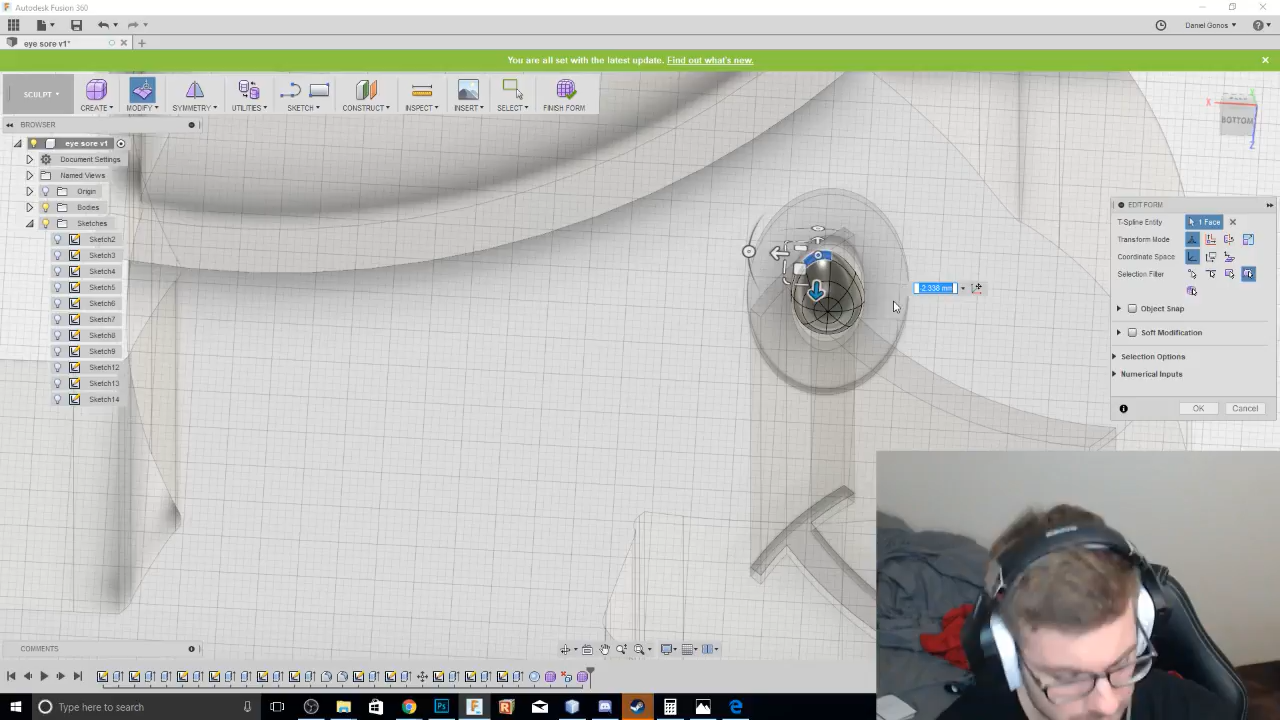 Autodesk Fusion 360
Daniel Gonos
eye sore v1*
You are all set with the latest update. Find out what's new.
SCULPT
CREATE MODIFY SYMMETRY UTILITIES SKETCH CONSTRUCT INSPECT INSERT SELECT FINISH FORM
BROWSER
eye sore v1
Document Settings
Named Views
Origin
Bodies
Sketches
Sketch2
Sketch3
Sketch4
Sketch5
Sketch6
Sketch7
Sketch8
Sketch9
Sketch12
Sketch13
Sketch14
X
Z
BOTTOM
EDIT FORM
T-Spline Entity 1 Face
Transform Mode
Coordinate Space
Selection Filter
Object Snap
Soft Modification
Selection Options
Numerical Inputs
OK Cancel
-2.338 mm
COMMENTS
Type here to search